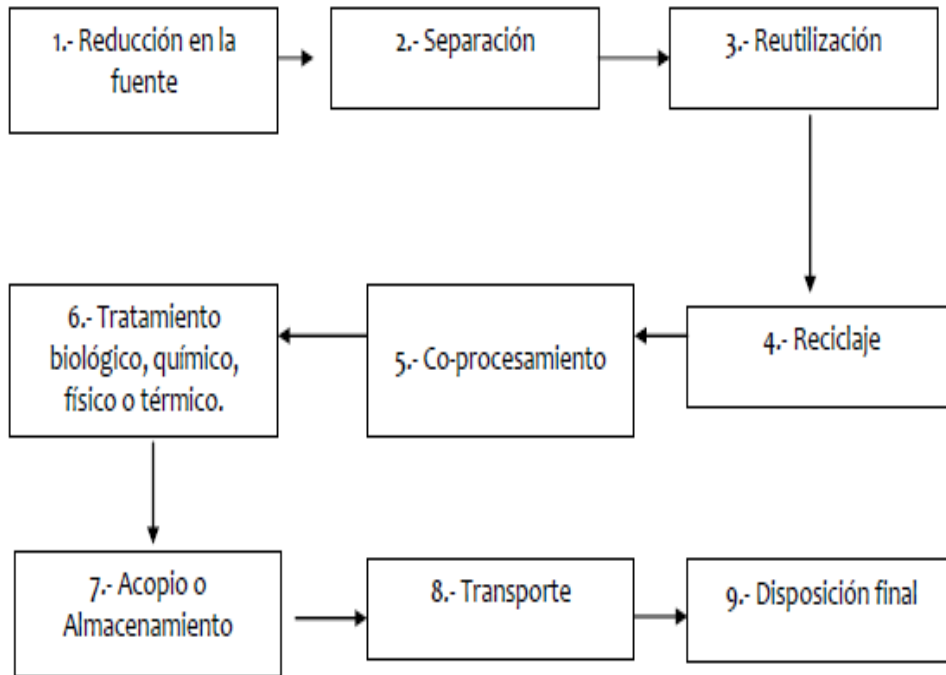 1.- Reducción en la
fuente
2.- Separación
3.- Reutilización
4.- Reciclaje
5.- Co-procesamiento
6.- Tratamiento
biológico, químico,
físico o térmico.
7.- Acopio o
Almacenamiento
8.- Transporte
9.- Disposición final